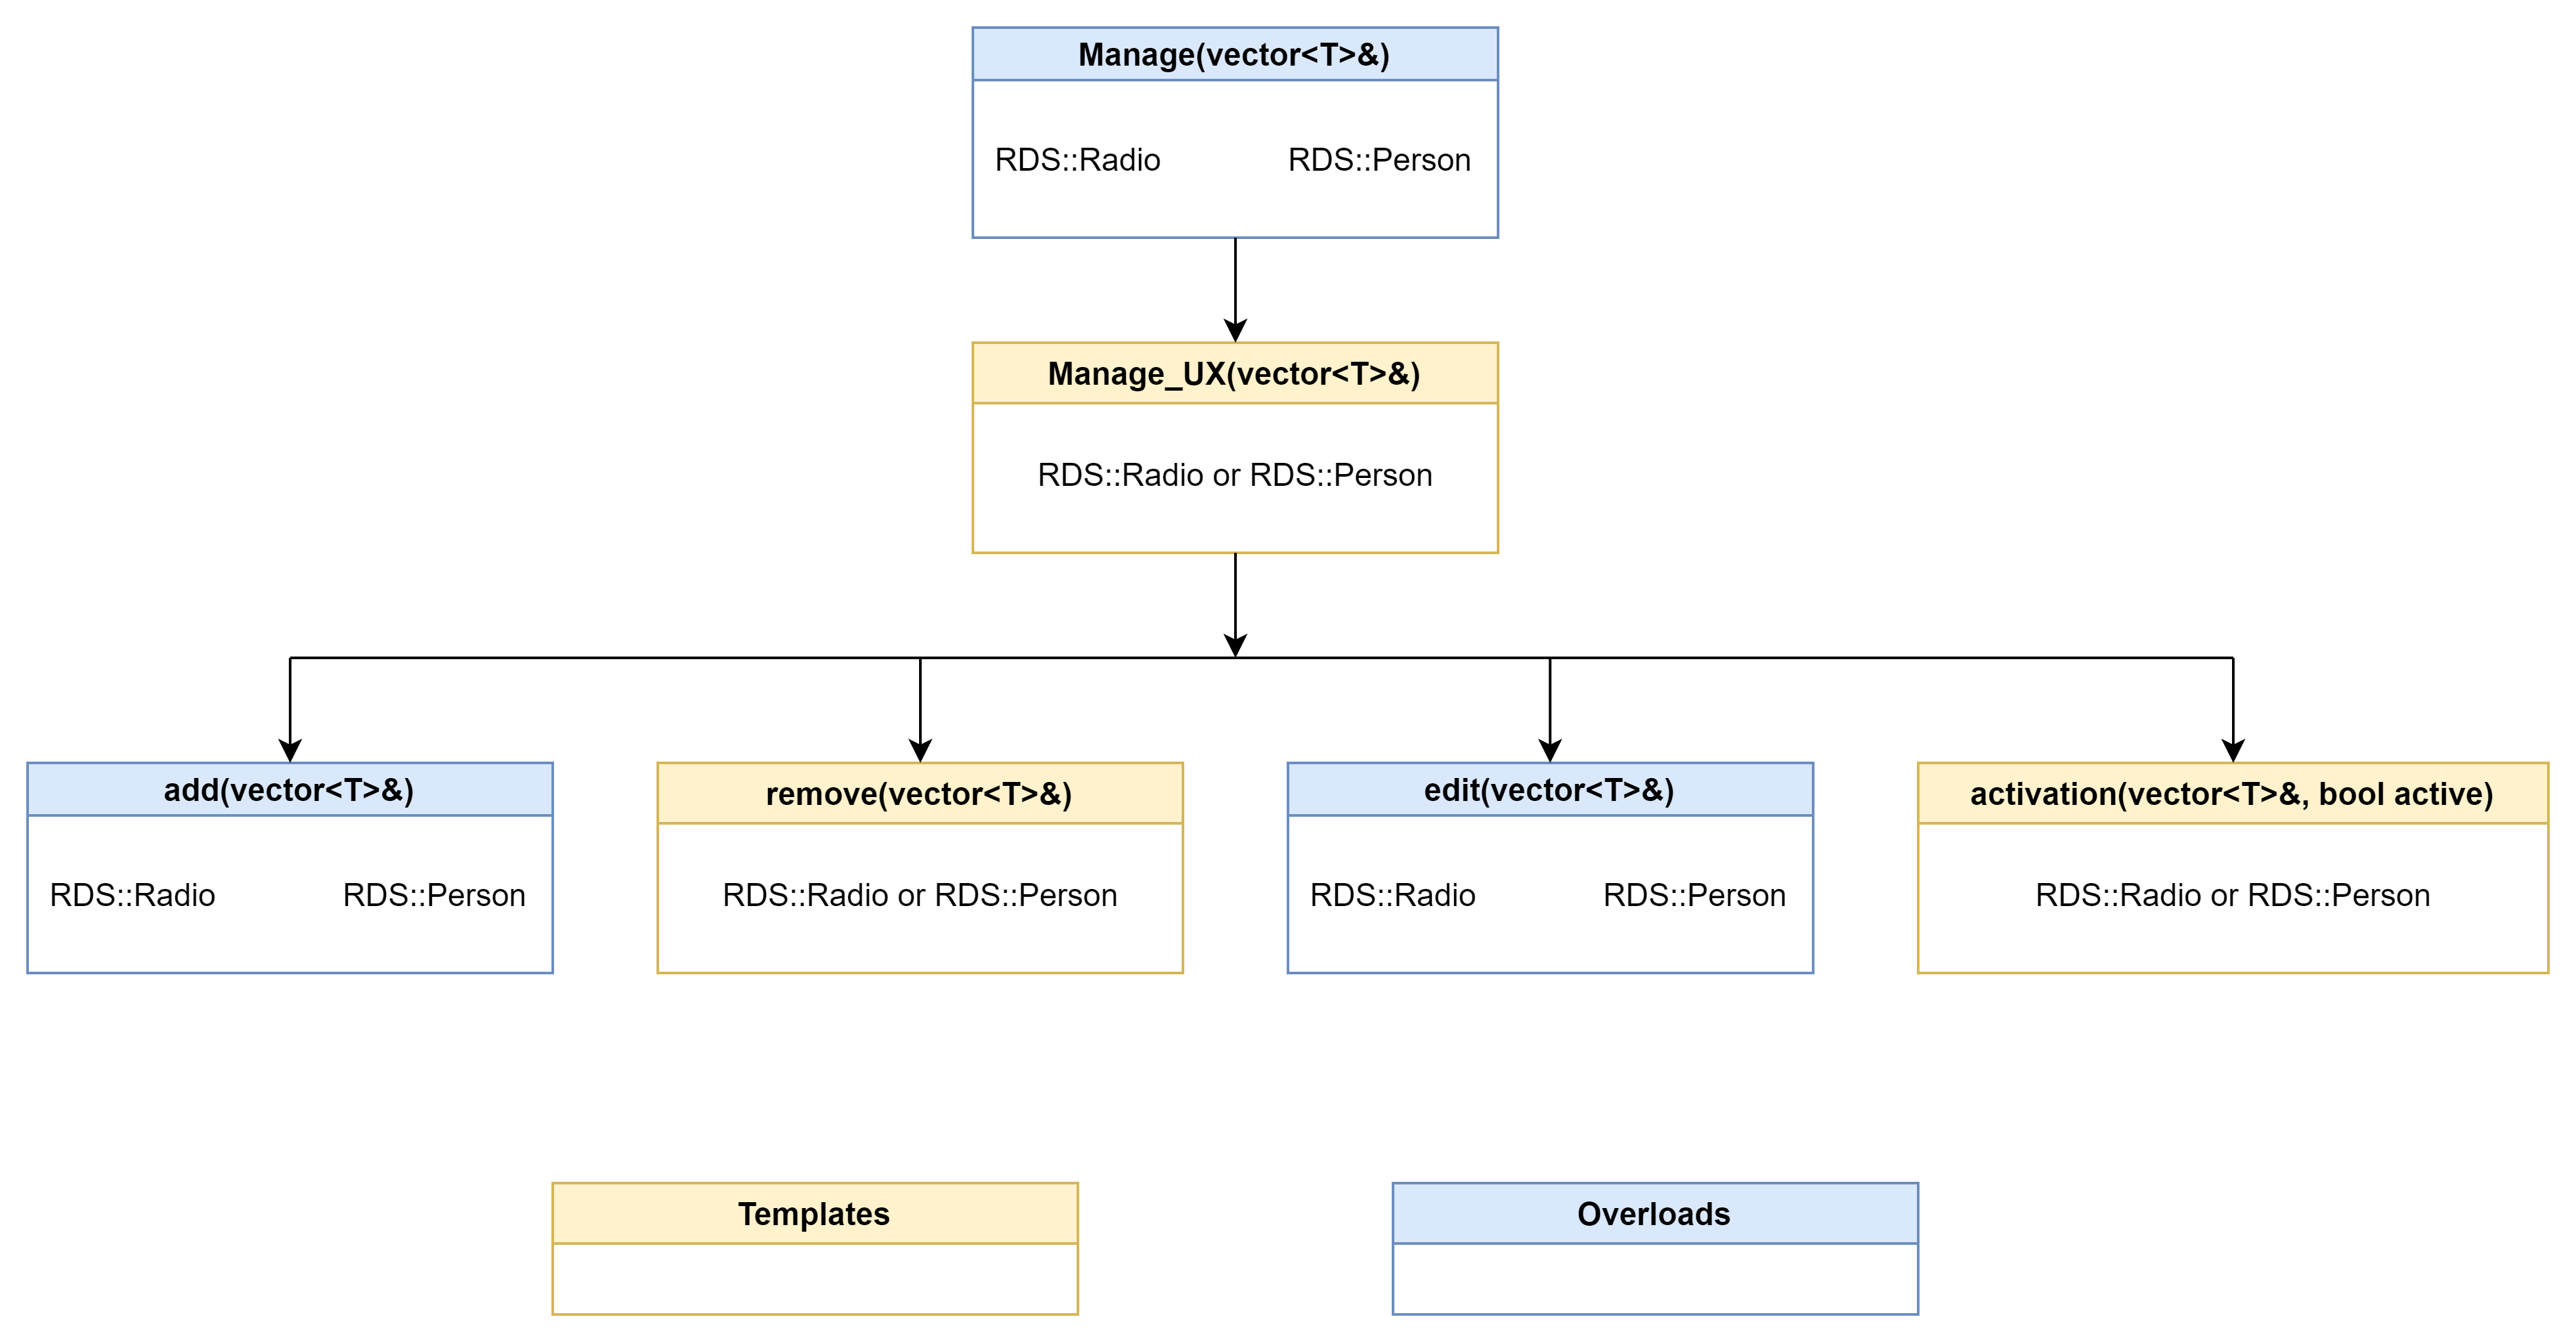 Manage(vector<T>&)
RDS::Radio
RDS::Person
Manage_UX(vector<T>&)
RDS::Radio or RDS::Person
add(vector<T>&)
RDS::Radio
RDS::Person
remove(vector<T>&)
RDS::Radio or RDS::Person
edit(vector<T>&)
RDS::Radio
RDS::Person
activation(vector<T>&, bool active)
RDS::Radio or RDS::Person
Templates
Overloads